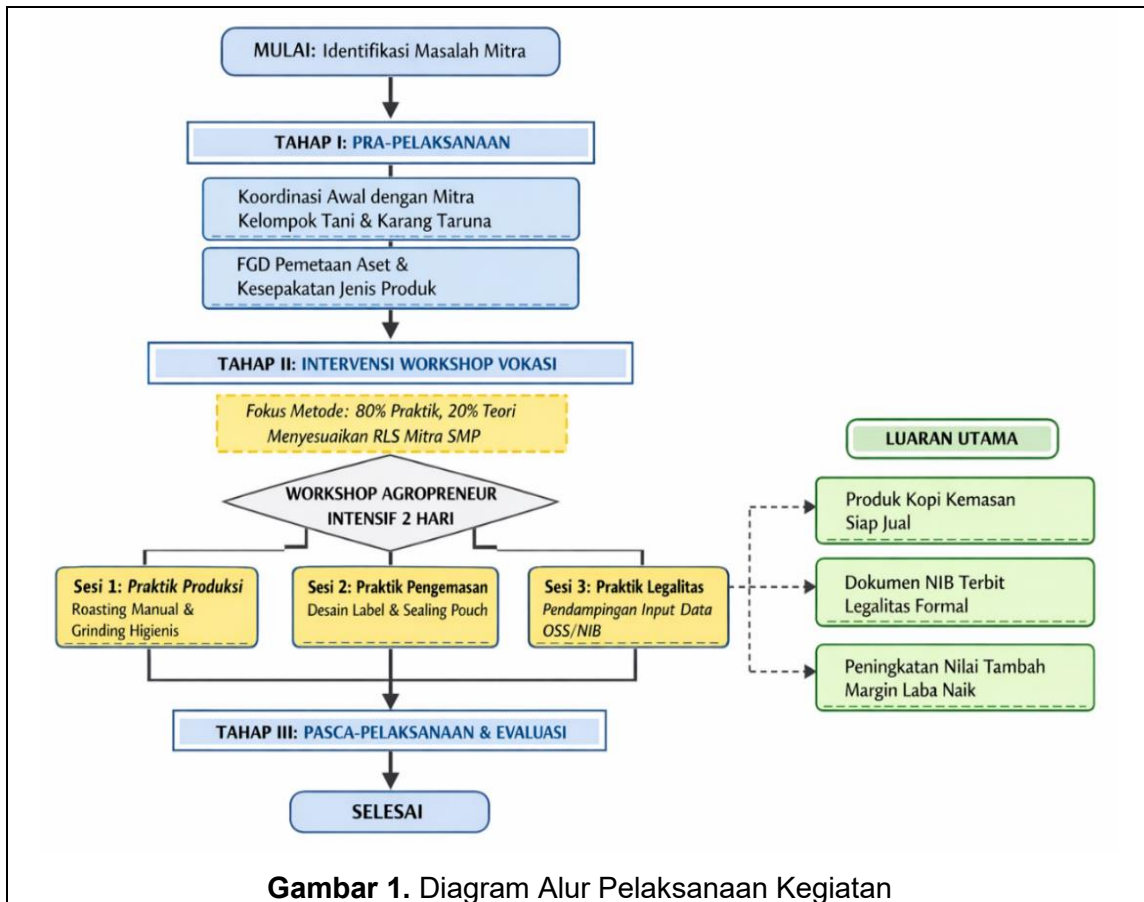 MULAI: Identifikasi Masalah Mitra
TAHAP I: PRA-PELAKSANAAN
Koordinasi Awal dengan Mitra
Kelompok Tani & Karang Taruna
FGD Pemetaan Aset &
Kesepakatan Jenis Produk
TAHAP II: INTERVENSI WORKSHOP VOKASI
Fokus Metode: 80% Praktik, 20% Teori
Menyesuaikan RLS Mitra SMP
WORKSHOP AGROPRENEUR
INTENSIF 2 HARI
Sesi 1: Praktik Produksi
Roasting Manual &
Grinding Higienis
Sesi 2: Praktik Pengemasan
Desain Label & Sealing Pouch
Sesi 3: Praktik Legalitas
Pendampingan Input Data
OSS/NIB
LUARAN UTAMA
Produk Kopi Kemasan
Siap Jual
Dokumen NIB Terbit
Legalitas Formal
Peningkatan Nilai Tambah
Margin Laba Naik
TAHAP III: PASCA-PELAKSANAAN & EVALUASI
SELESAI
Gambar 1. Diagram Alur Pelaksanaan Kegiatan